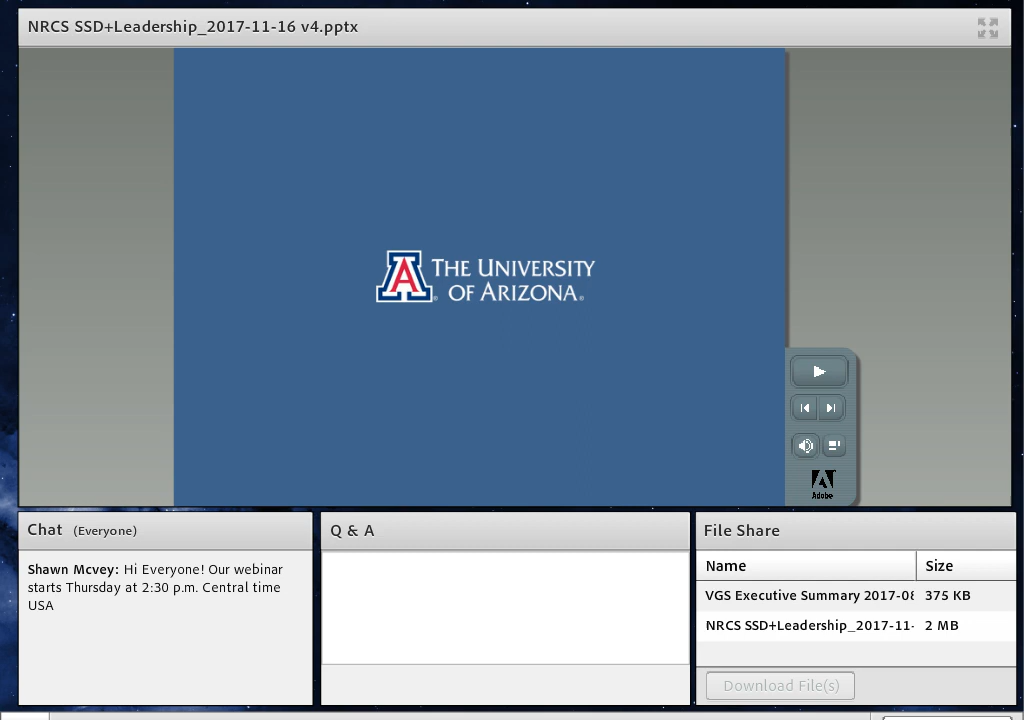 NRCS SSD+Leadership_2017-11-16 v4.pptx
A THE UNIVERSITY
OF ARIZONA.
Adobe
Chat (Everyone)
Shawn Mcvey: Hi Everyone! Our webinar
starts Thursday at 2:30 p.m. Central time
USA
Q & A
File Share
Name Size
VGS Executive Summary 2017-08 375 KB
NRCS SSD+Leadership_2017-11- 2 MB
Download File(s)